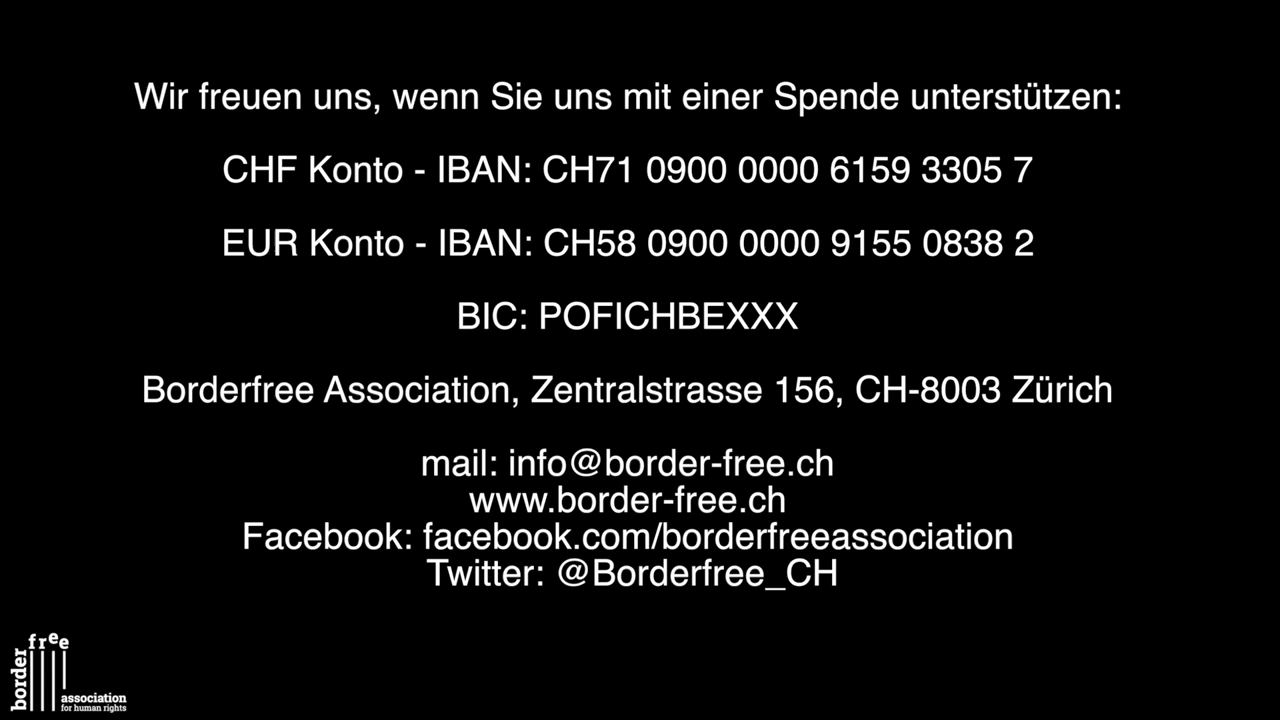 Wir freuen uns, wenn Sie uns mit einer Spende unterstützen:
CHF Konto - IBAN: CH71 0900 0000 6159 3305 7
EUR Konto - IBAN: CH58 0900 0000 9155 0838 2
BIC: POFICHBEXXX
Borderfree Association, Zentralstrasse 156, CH-8003 Zürich
mail: info@border-free.ch
www.border-free.ch
Facebook: facebook.com/borderfreeassociation
Twitter: @Borderfree_CH
border
free
association
for human rights